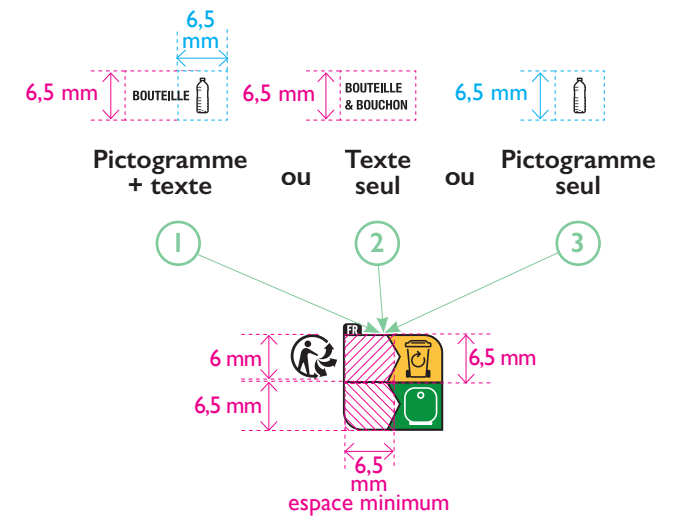 6,5
mm
6,5 mm
BOUTEILLE
6,5 mm
BOUTEILLE
& BOUCHON
6,5 mm
Pictogramme
+ texte
ou
Texte
seul
ou
Pictogramme
seul
1
2
3
FR
6 mm
6,5 mm
6,5 mm
6,5
mm
espace minimum